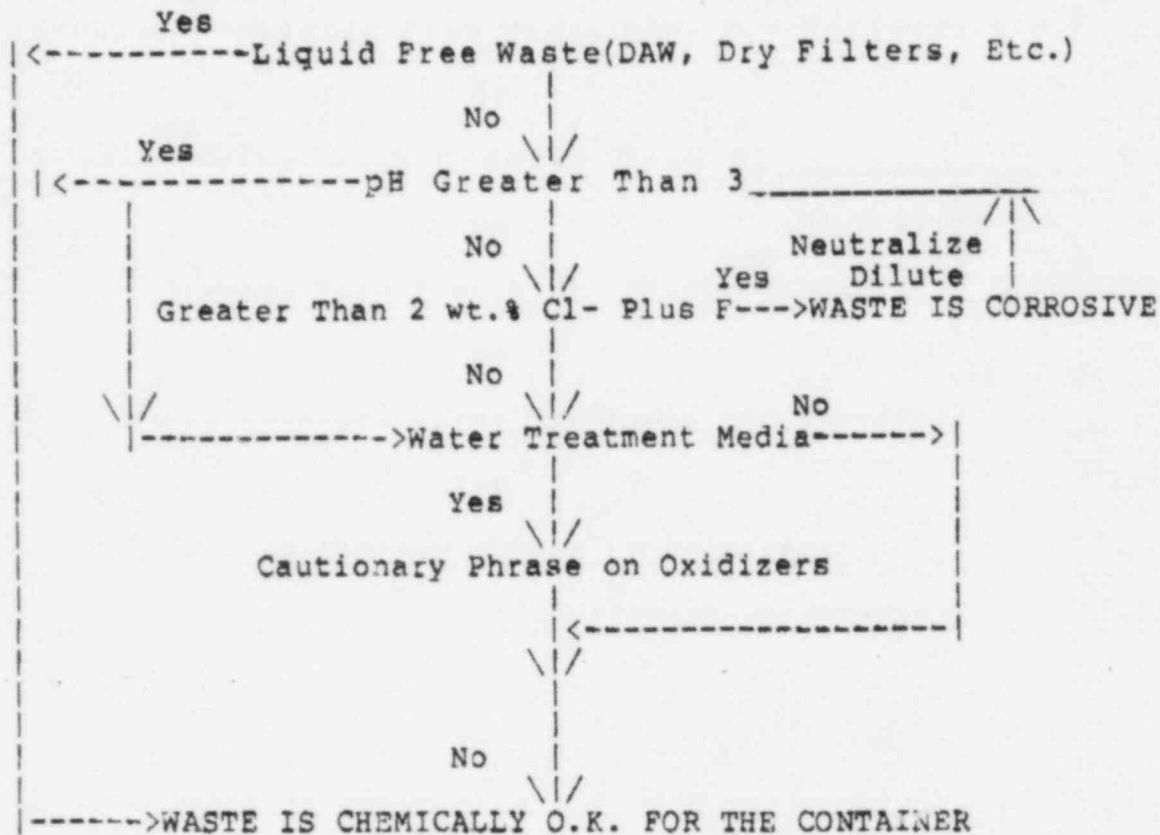 Yes
|<----------Liquid Free Waste(DAW, Dry Filters, Etc.)
No
Yes
|<--------------pH Greater Than 3
No
Neutralize
Yes Dilute
Greater Than 2 wt.% Cl- Plus F--->WASTE IS CORROSIVE
No
No
|------------->Water Treatment Media------>|
Yes
Cautionary Phrase on Oxidizers
No
|------>WASTE IS CHEMICALLY O.K. FOR THE CONTAINER